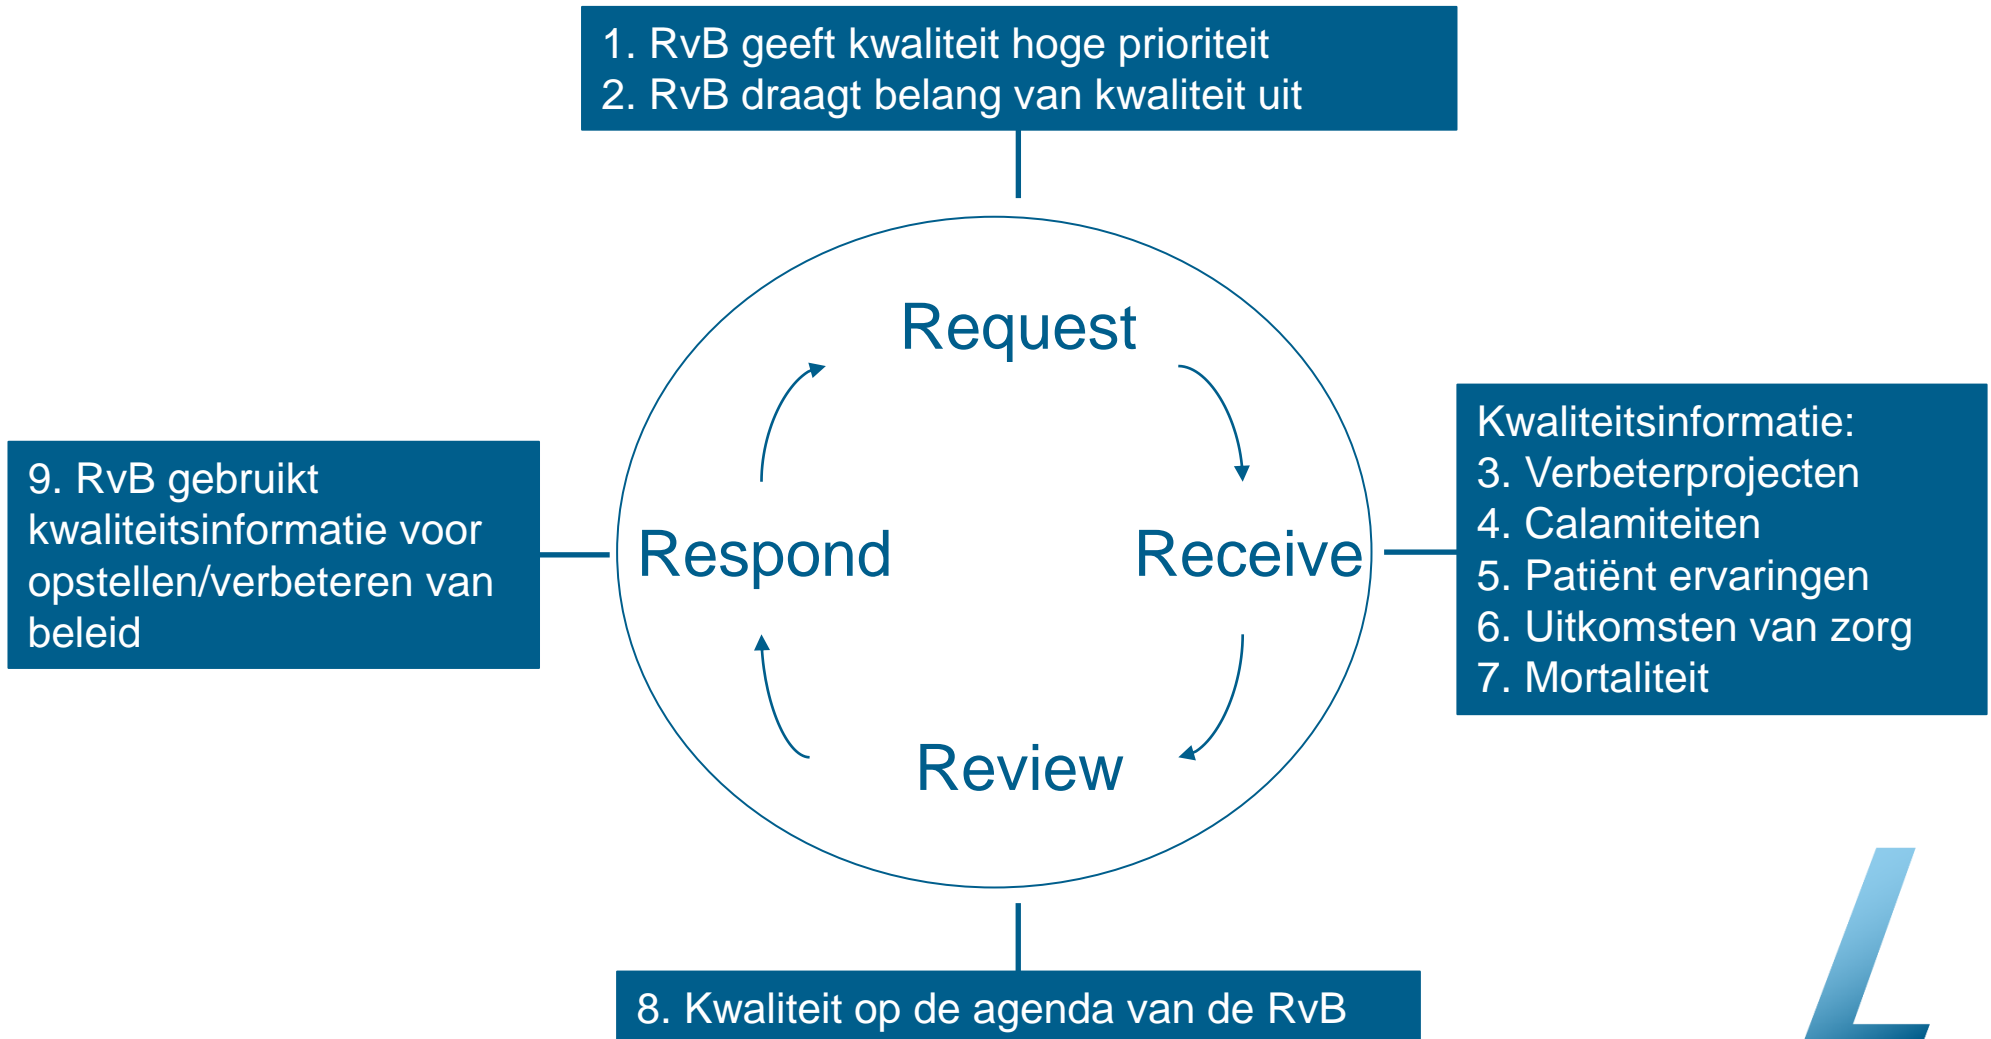 1. RvB geeft kwaliteit hoge prioriteit
2. RvB draagt belang van kwaliteit uit
Request
Kwaliteitsinformatie:
3. Verbeterprojecten
4. Calamiteiten
5. Patiënt ervaringen
6. Uitkomsten van zorg
7. Mortaliteit
9. RvB gebruikt
kwaliteitsinformatie voor
opstellen/verbeteren van
beleid
Respond
Receive
Review
8. Kwaliteit op de agenda van de RvB
L